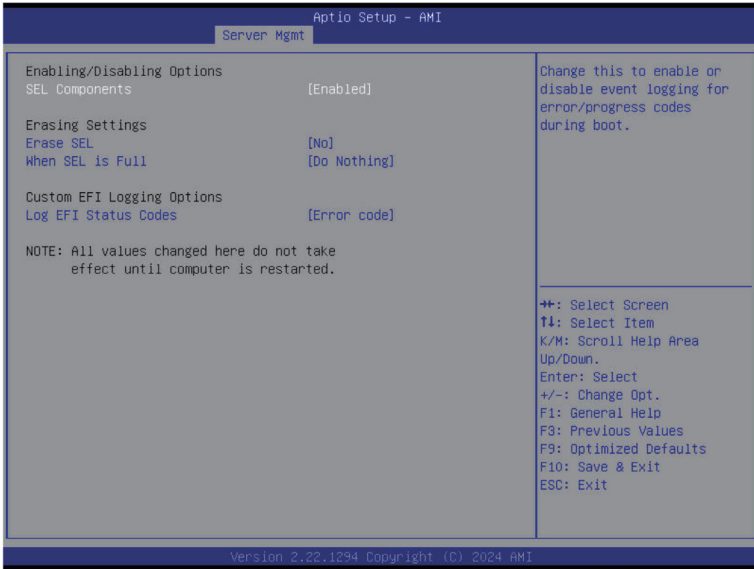 Aptio Setup – AMI
Server Mgmt
Enabling/Disabling Options
SEL Components [Enabled]
Erasing Settings
Erase SEL [No]
When SEL is Full [Do Nothing]
Custom EFI Logging Options
Log EFI Status Codes [Error code]
NOTE: All values changed here do not take
effect until computer is restarted.
Change this to enable or
disable event logging for
error/progress codes
during boot.
→←: Select Screen
↑↓: Select Item
K/M: Scroll Help Area
Up/Down.
Enter: Select
+/-: Change Opt.
F1: General Help
F3: Previous Values
F9: Optimized Defaults
F10: Save & Exit
ESC: Exit
Version 2.22.1294 Copyright (C) 2024 AMI